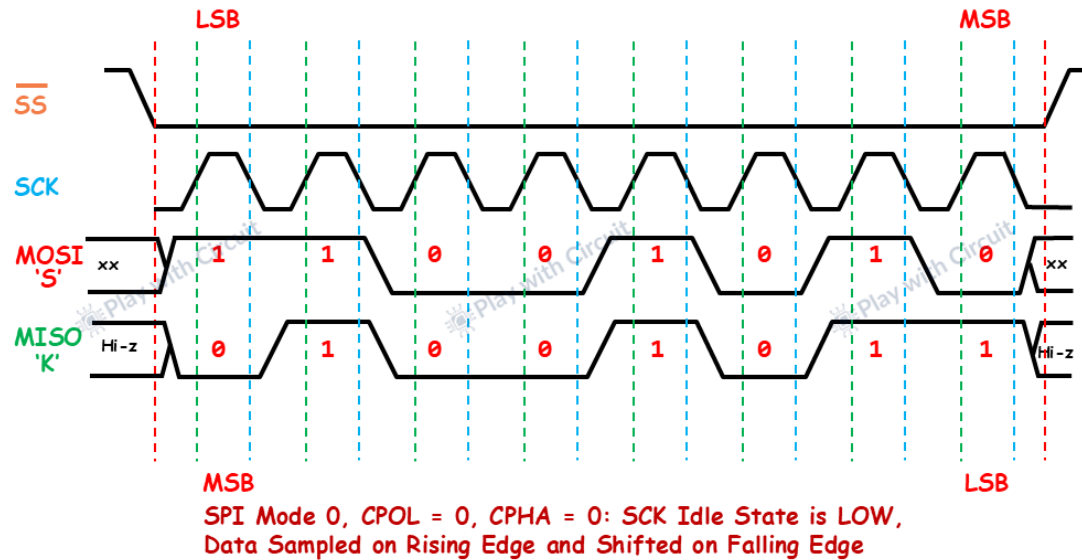 LSB MSB
SS
SCK
MOSI 'S' xx 1 1 0 0 1 0 1 0 xx
Play with Circuit Play with Circuit Play with Circuit
MISO 'K' Hi-z 0 1 0 0 1 0 1 1 Hi-z
MSB LSB
SPI Mode 0, CPOL = 0, CPHA = 0: SCK Idle State is LOW,
Data Sampled on Rising Edge and Shifted on Falling Edge